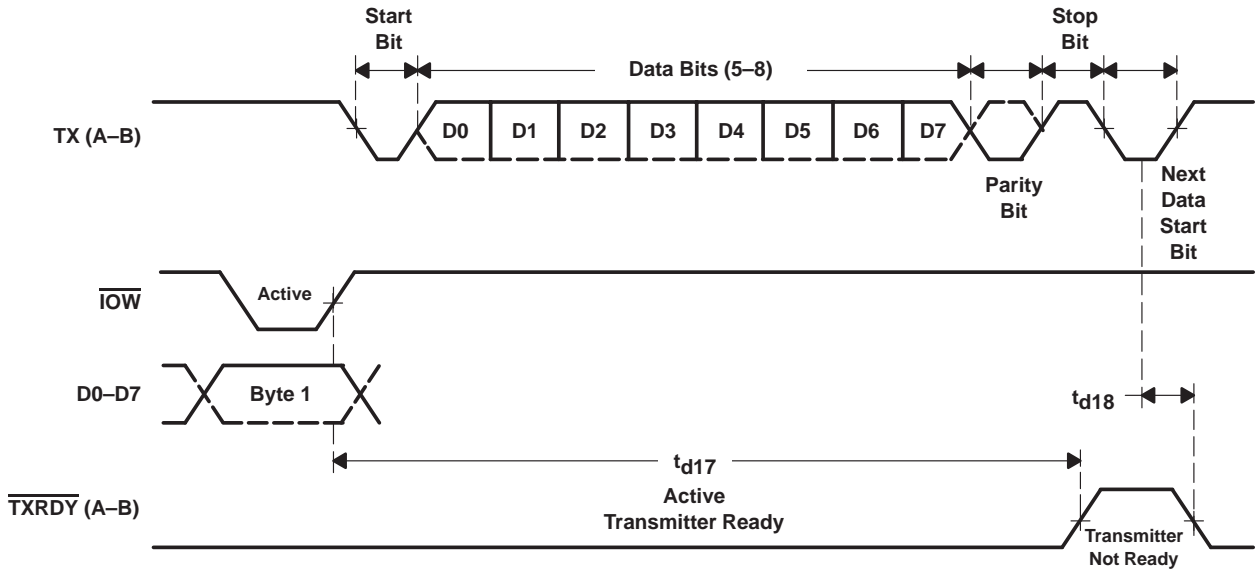 Start
Bit
Data Bits (5–8)
Stop
Bit
TX (A–B)
D0 D1 D2 D3 D4 D5 D6 D7
Parity
Bit
Next
Data
Start
Bit
IOW
Active
D0–D7
Byte 1
td18
td17
TXRDY (A–B)
Active
Transmitter Ready
Transmitter
Not Ready